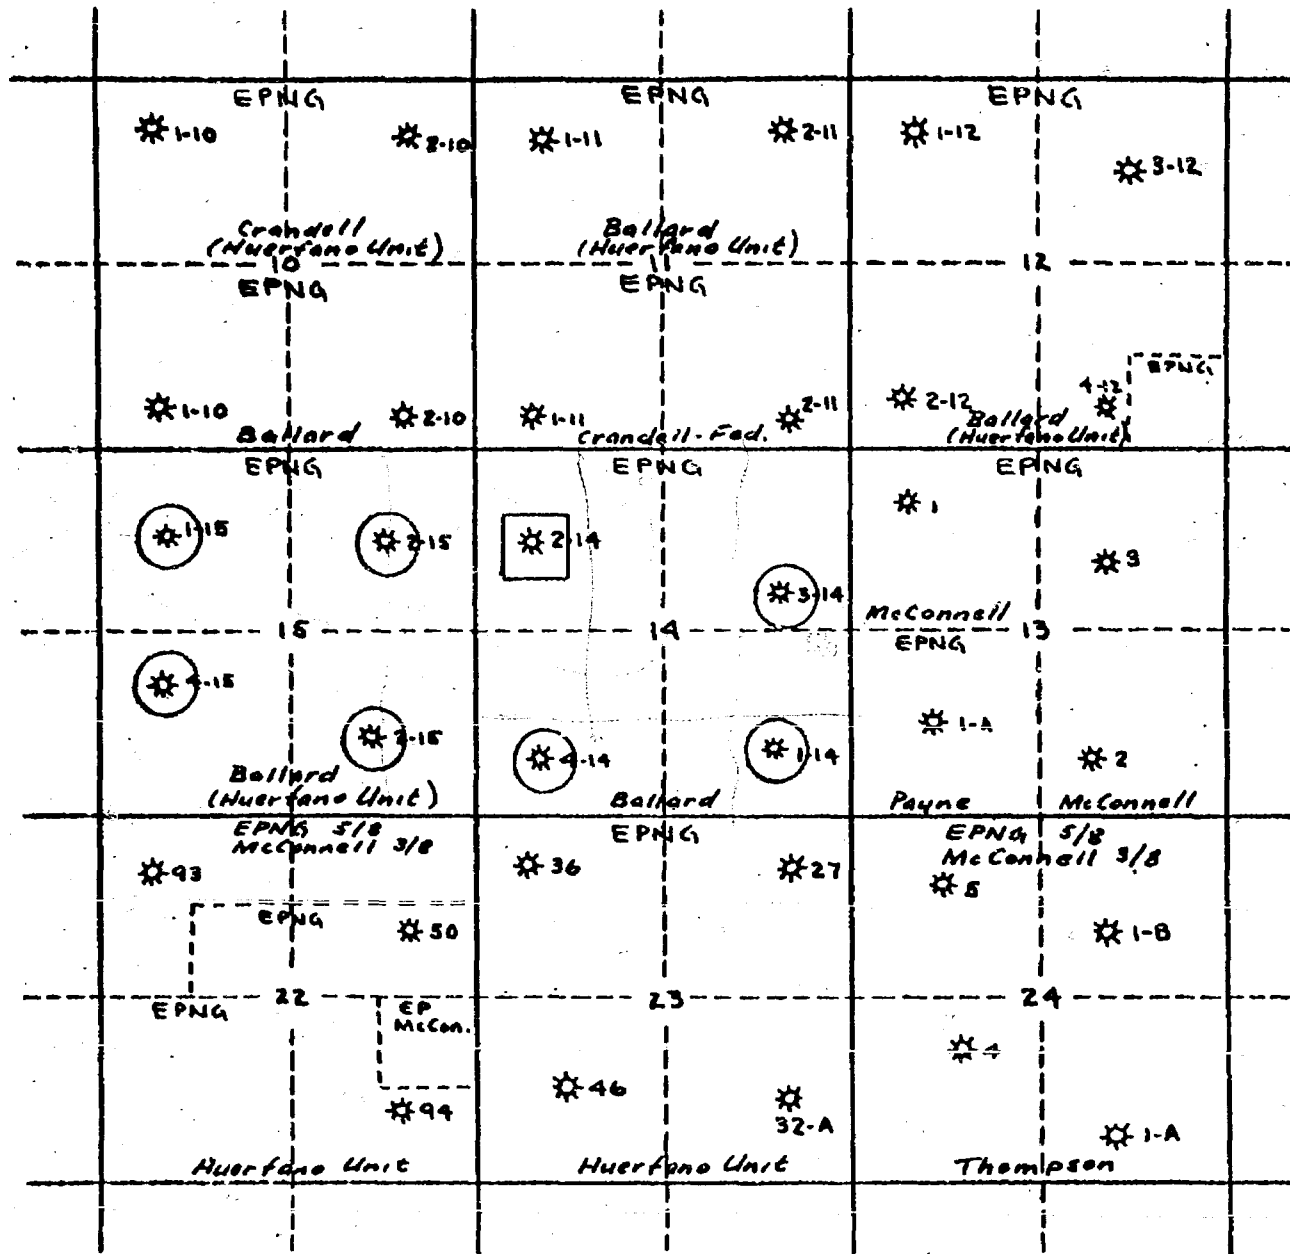 EPNG EPNG EPNG
1-10 2-10 1-11 2-11 1-12 3-12
Crandell Ballard
(Huerfano Unit) (Huerfano Unit)
10 11 12
EPNG EPNG
EPNG
4-12
1-10 2-10 1-11 2-11 2-12
Ballard Crandell-Fed. Ballard
(Huerfano Unit)
EPNG EPNG EPNG
1
1-15 2-15 2-14 3
3-14
McConnell
15 14 13
EPNG
4-15
1-A
2-15 4-14 1-14 2
Ballard
(Huerfano Unit) Ballard Payne McConnell
EPNG 5/8 EPNG EPNG 5/8
McConnell 3/8 McConnell 3/8
93 36 27 5
EPNG
50 1-B
22 23 24
EPNG EP
McCon.
4
46
94 32-A
1-A
Huerfano Unit Huerfano Unit Thompson